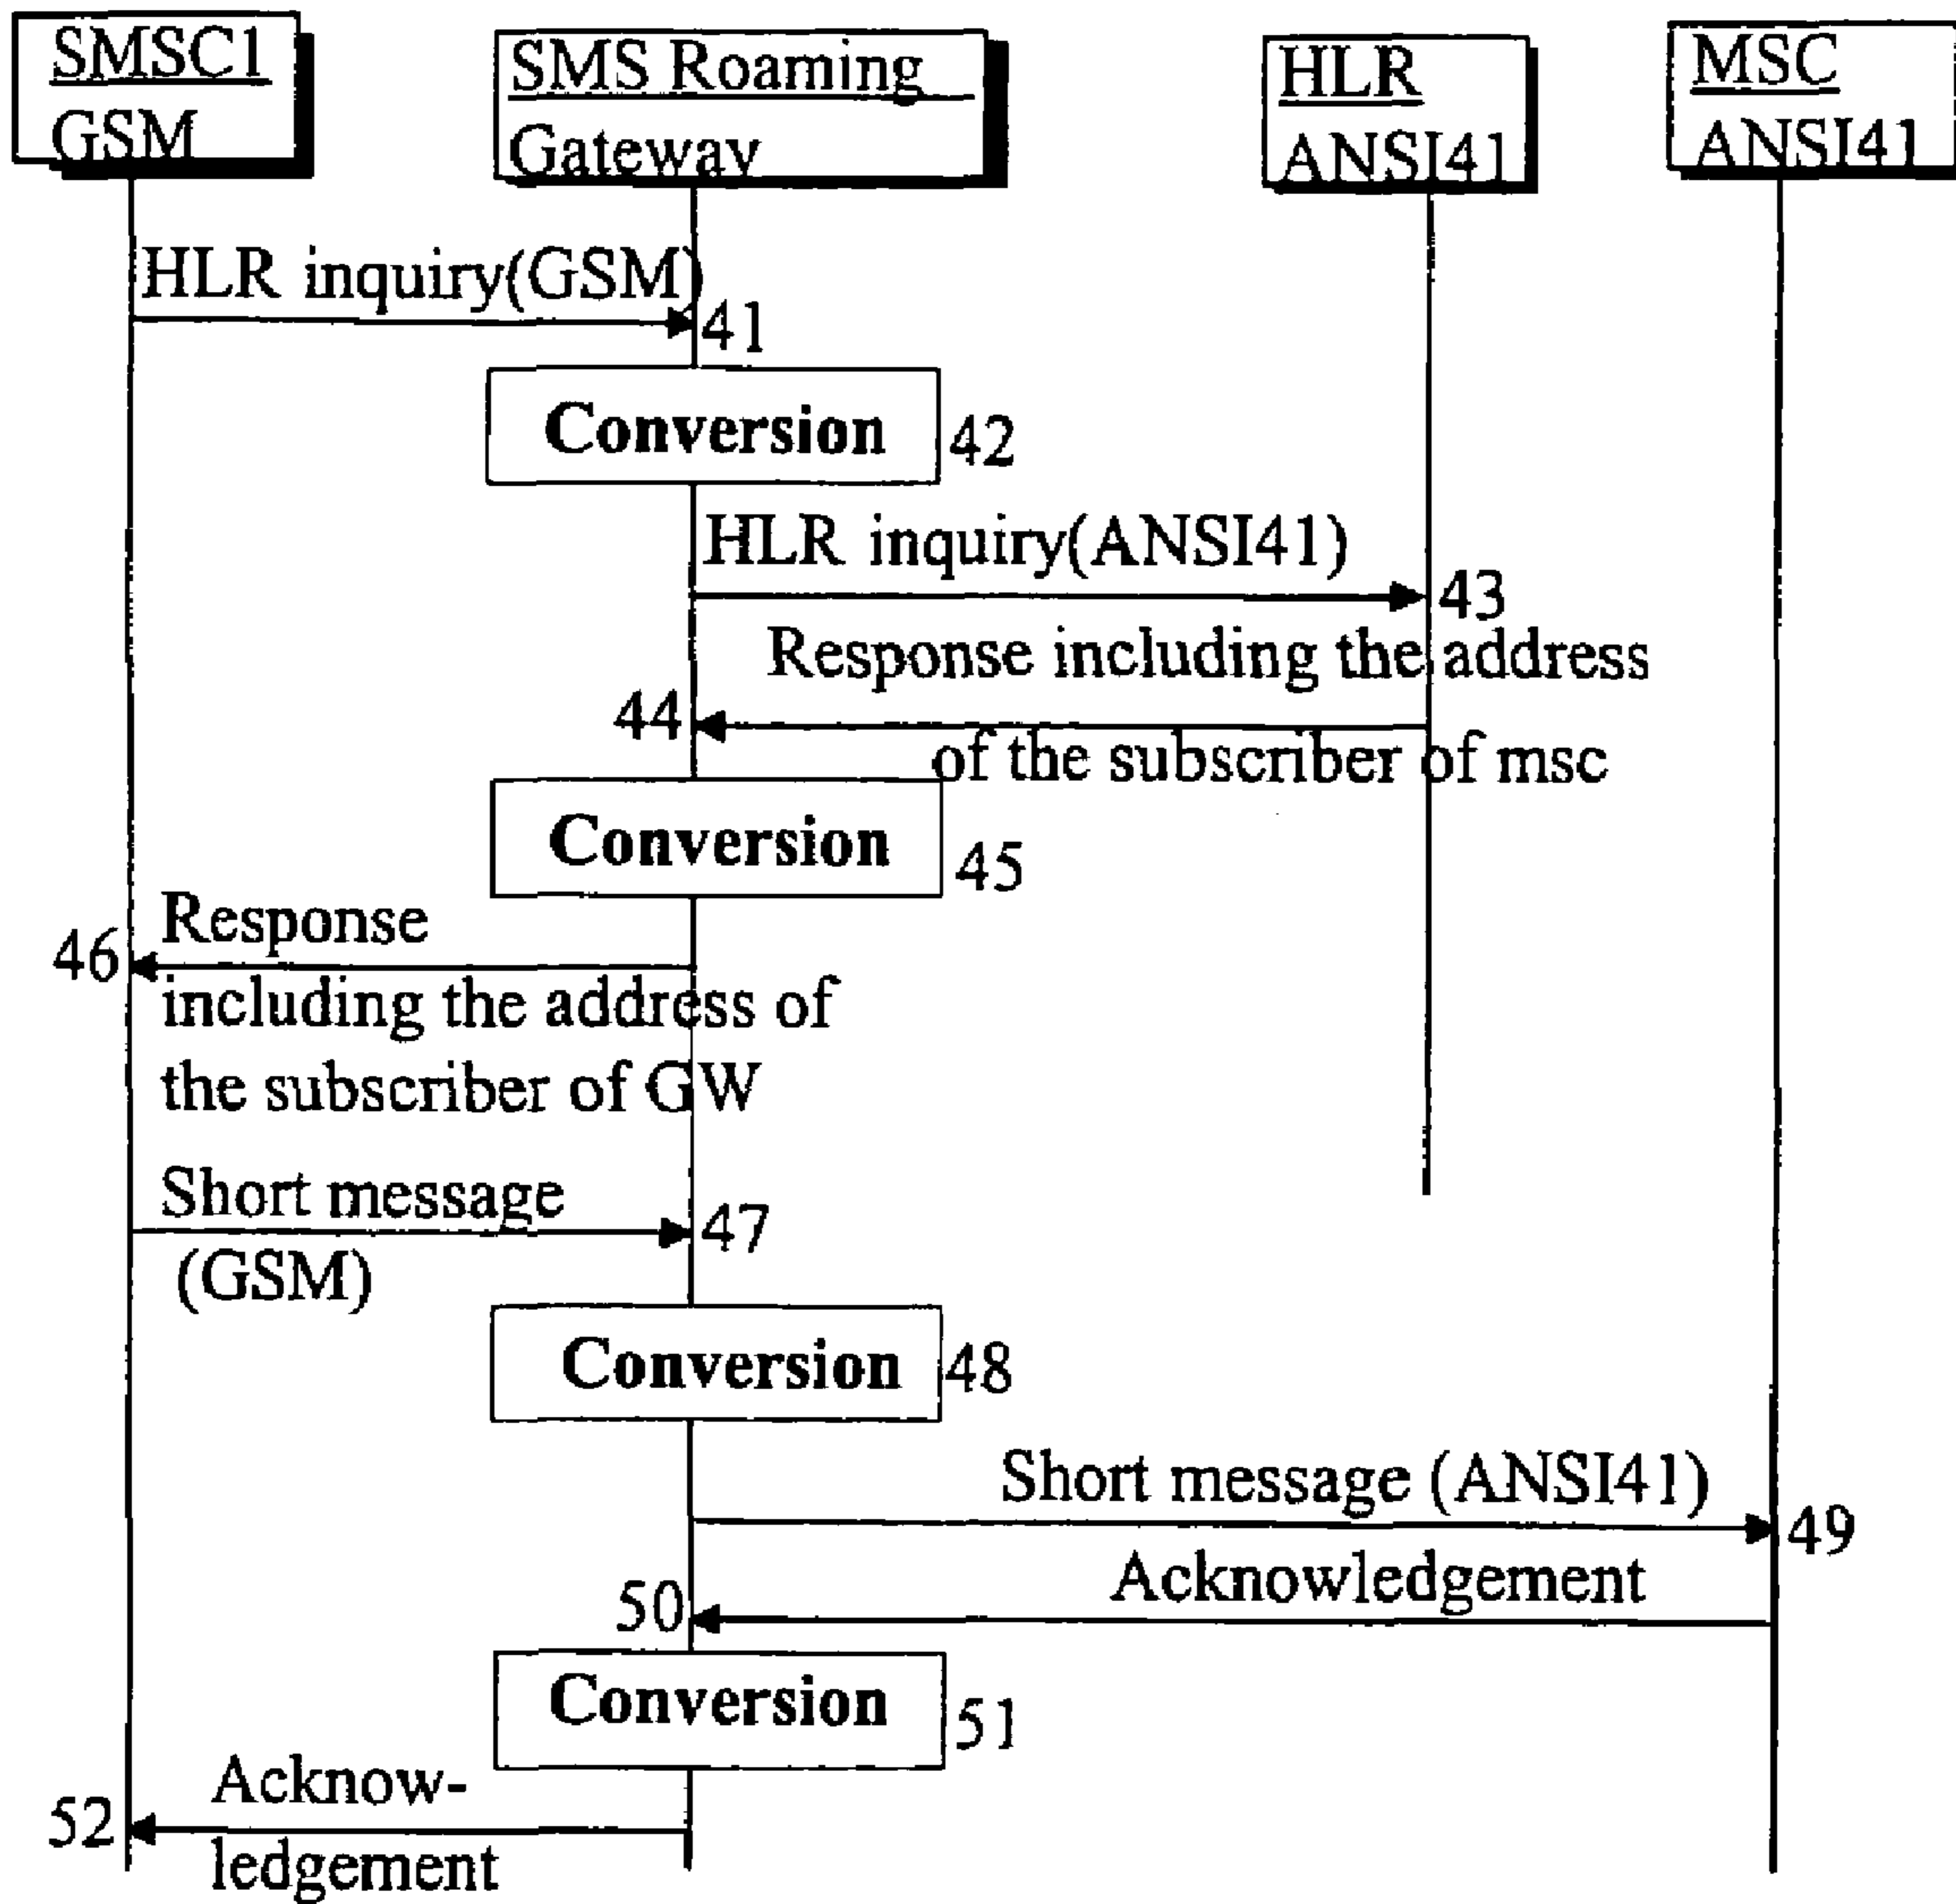 SMSC1
GSM
SMS Roaming
Gateway
HLR
ANSI41
MSC
ANSI41
HLR inquiry(GSM)
41
Conversion
42
HLR inquiry(ANSI41)
43
Response including the address
44
of the subscriber of msc
Conversion
45
Response
46
including the address of
the subscriber of GW
Short message
47
(GSM)
Conversion
48
Short message (ANSI41)
49
Acknowledgement
50
Conversion
51
Acknow-
52
ledgement